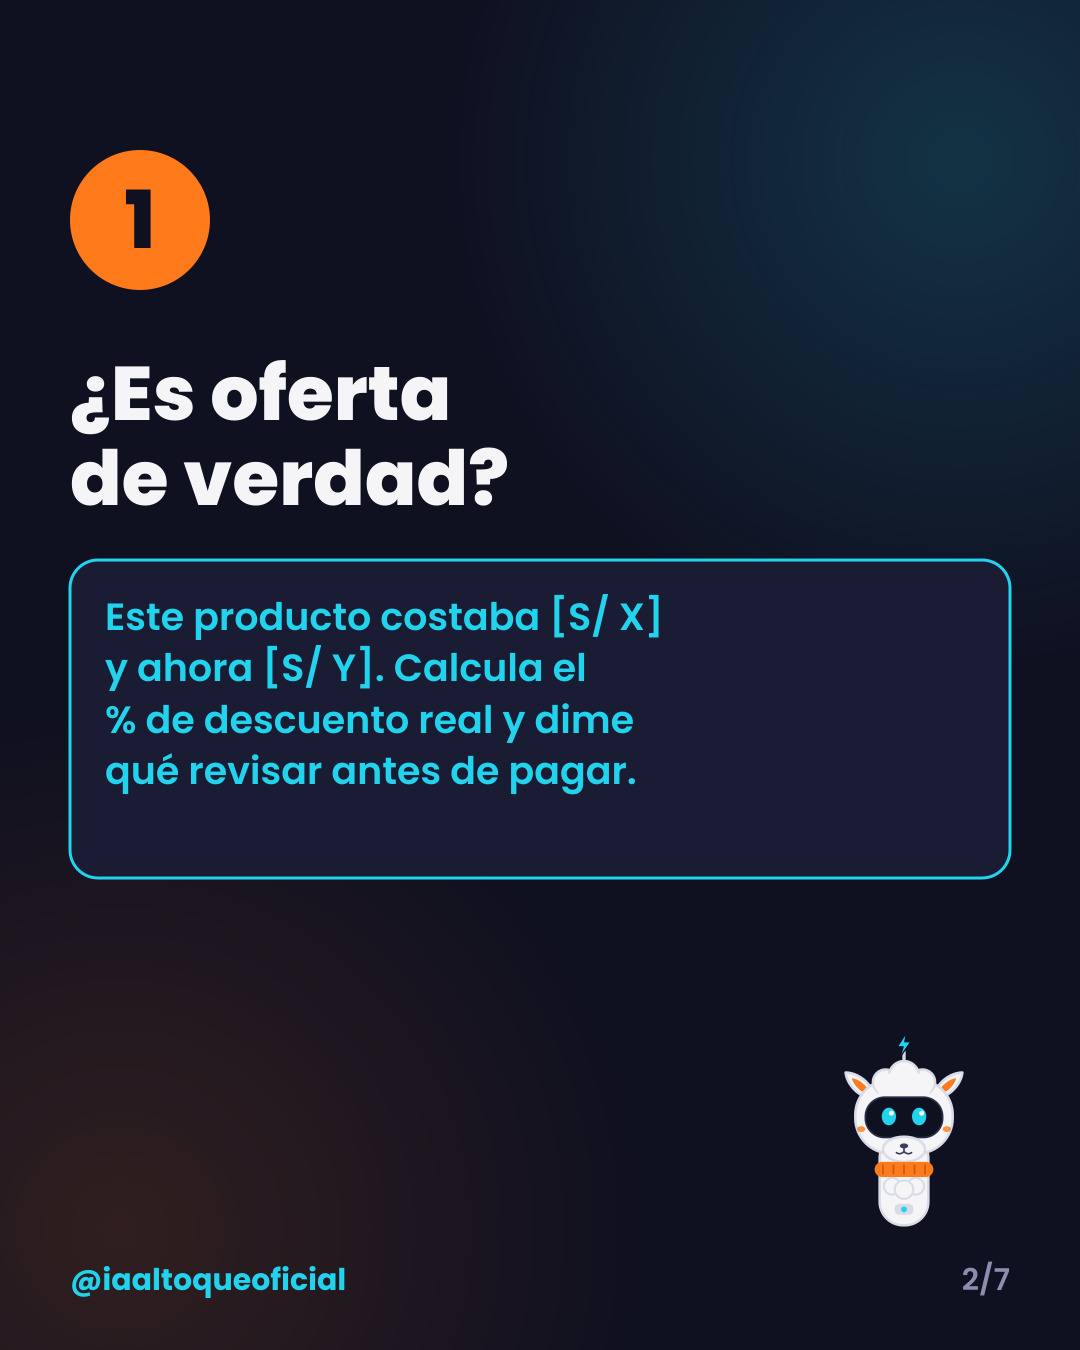 1
¿Es oferta
de verdad?
Este producto costaba [S/ X]
y ahora [S/ Y]. Calcula el
% de descuento real y dime
qué revisar antes de pagar.
@iaaltoqueoficial
2/7